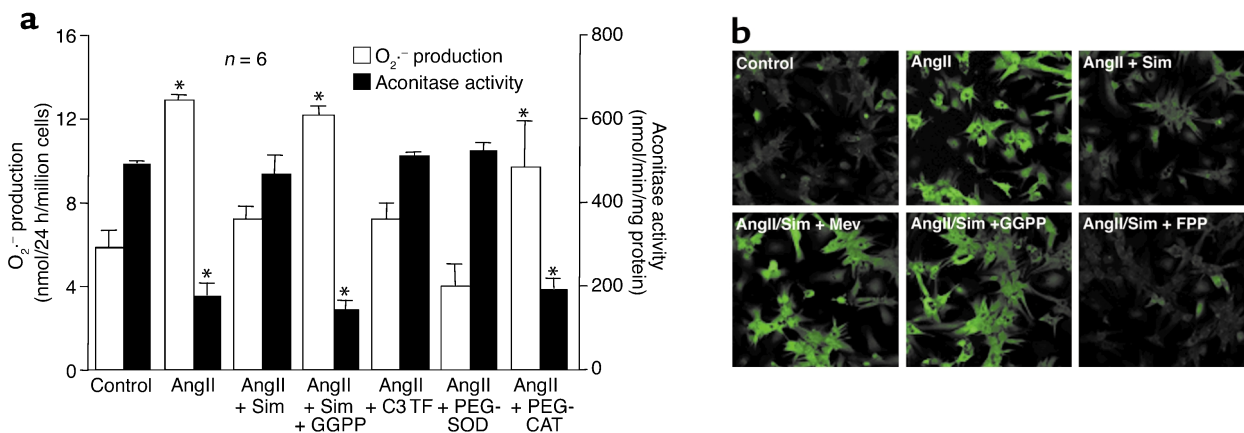 a
16
12
8
4
0
O₂·⁻ production
(nmol/24 h/million cells)
n = 6
O₂·⁻ production
Aconitase activity
* * * * * * *
800
600
400
200
0
Aconitase activity
(nmol/min/mg protein)
Control
AngII
AngII
+ Sim
AngII
+ Sim
+ GGPP
AngII
+ C3 TF
AngII
+ PEG-
SOD
AngII
+ PEG-
CAT
b
Control
AngII
AngII + Sim
AngII/Sim + Mev
AngII/Sim +GGPP
AngII/Sim + FPP